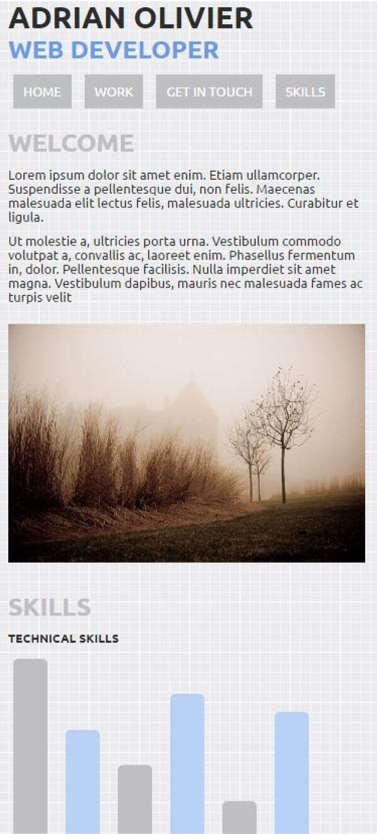 ADRIAN OLIVIER
WEB DEVELOPER
HOME WORK GET IN TOUCH SKILLS
WELCOME
Lorem ipsum dolor sit amet enim. Etiam ullamcorper.
Suspendisse a pellentesque dui, non felis. Maecenas
malesuada elit lectus felis, malesuada ultricies. Curabitur et
ligula.
Ut molestie a, ultricies porta urna. Vestibulum commodo
volutpat a, convallis ac, laoreet enim. Phasellus fermentum
in, dolor. Pellentesque facilisis. Nulla imperdiet sit amet
magna. Vestibulum dapibus, mauris nec malesuada fames ac
turpis velit
SKILLS
TECHNICAL SKILLS